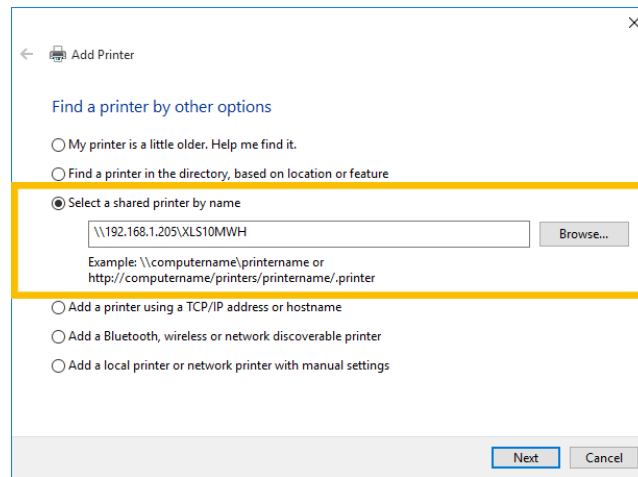 Add Printer
Find a printer by other options
My printer is a little older. Help me find it.
Find a printer in the directory, based on location or feature
Select a shared printer by name
\\192.168.1.205\XLS10MWH
Browse...
Example: \\computername\printername or
http://computername/printers/printername/.printer
Add a printer using a TCP/IP address or hostname
Add a Bluetooth, wireless or network discoverable printer
Add a local printer or network printer with manual settings
Next Cancel